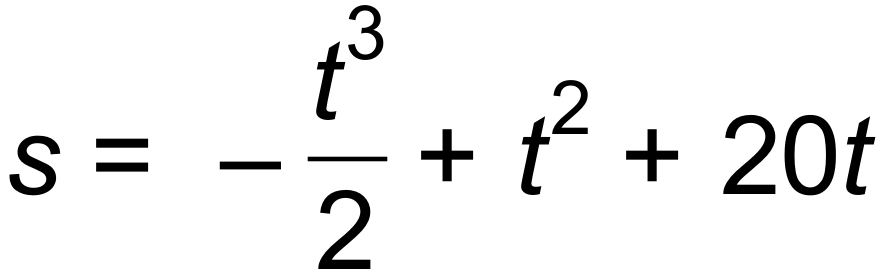 s = − t³/2 + t² + 20t